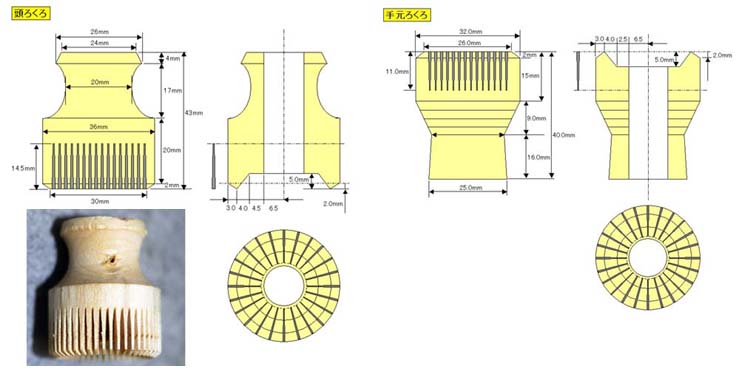 頭ろくろ
26mm
24mm
4mm
20mm
17mm
43mm
36mm
20mm
14.5mm
2mm
30mm
5.0mm
3.0 4.0 4.5 6.5
2.0mm
手元ろくろ
32.0mm
26.0mm
2mm
11.0mm
15mm
9.0mm
40.0mm
16.0mm
25.0mm
3.0 4.0 2.5 6.5
5.0mm
2.0mm